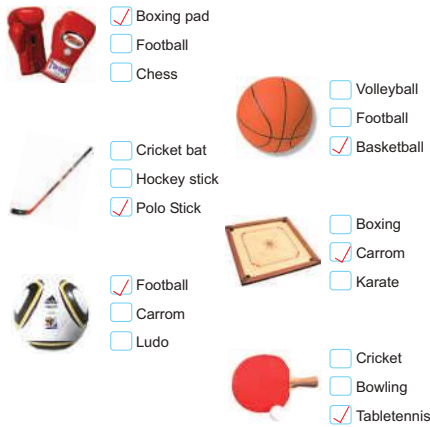 Boxing pad
Football
Chess
Volleyball
Football
Basketball
Cricket bat
Hockey stick
Polo Stick
Boxing
Carrom
Karate
Football
Carrom
Ludo
Cricket
Bowling
Tabletennis